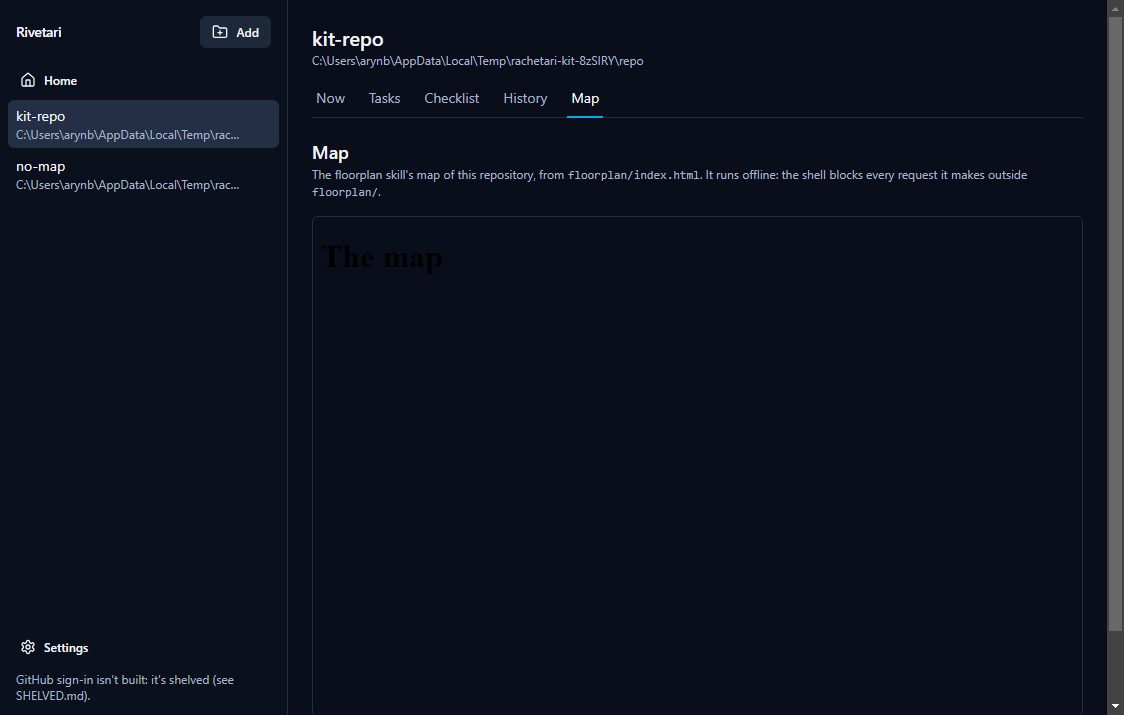 Rivetari
Add
Home
kit-repo
C:\Users\arynb\AppData\Local\Temp\rac...
no-map
C:\Users\arynb\AppData\Local\Temp\rac...
Settings
GitHub sign-in isn't built: it's shelved (see
SHELVED.md).
kit-repo
C:\Users\arynb\AppData\Local\Temp\rachetari-kit-8zSIRY\repo
Now Tasks Checklist History Map
Map
The floorplan skill's map of this repository, from floorplan/index.html. It runs offline: the shell blocks every request it makes outside
floorplan/.
The map